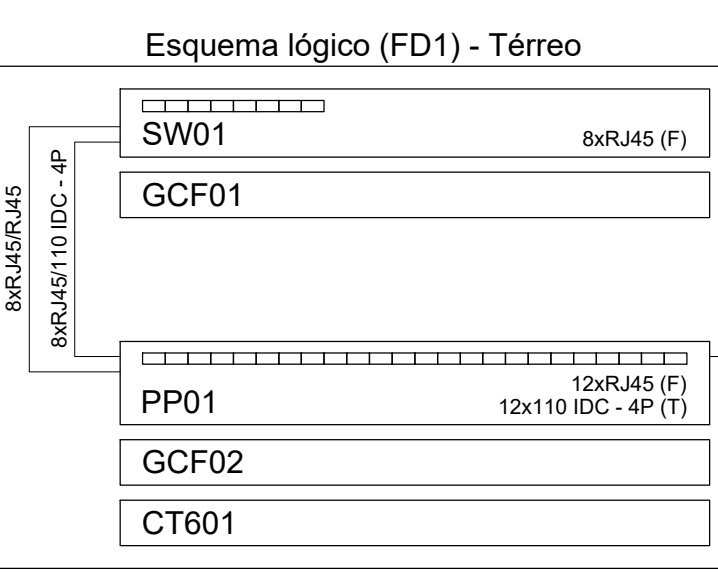 Esquema lógico (FD1) - Térreo
SW01
8xRJ45 (F)
GCF01
8xRJ45/RJ45
8xRJ45/110 IDC - 4P
PP01
12xRJ45 (F)
12x110 IDC - 4P (T)
GCF02
CT601